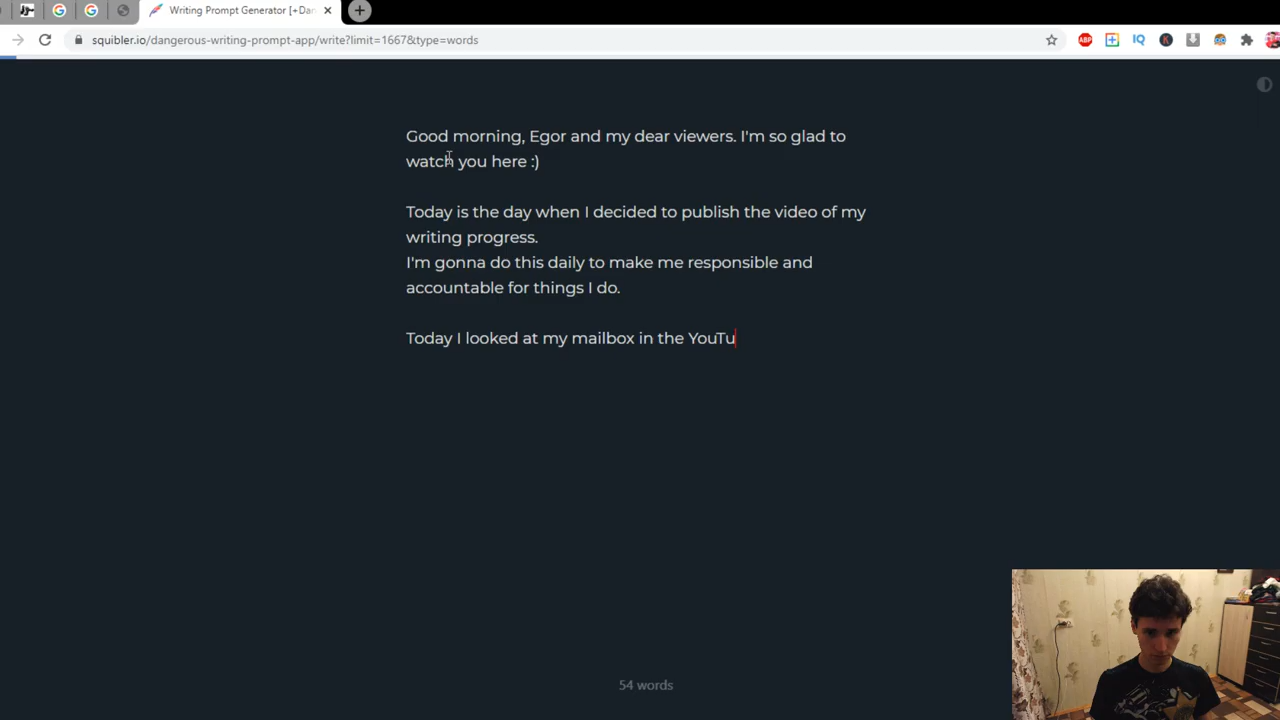 Writing Prompt Generator [+Dan
squibler.io/dangerous-writing-prompt-app/write?limit=1667&type=words
ABP
IQ
K
Good morning, Egor and my dear viewers. I'm so glad to
watch you here :)
Today is the day when I decided to publish the video of my
writing progress.
I'm gonna do this daily to make me responsible and
accountable for things I do.
Today I looked at my mailbox in the YouTu
54 words